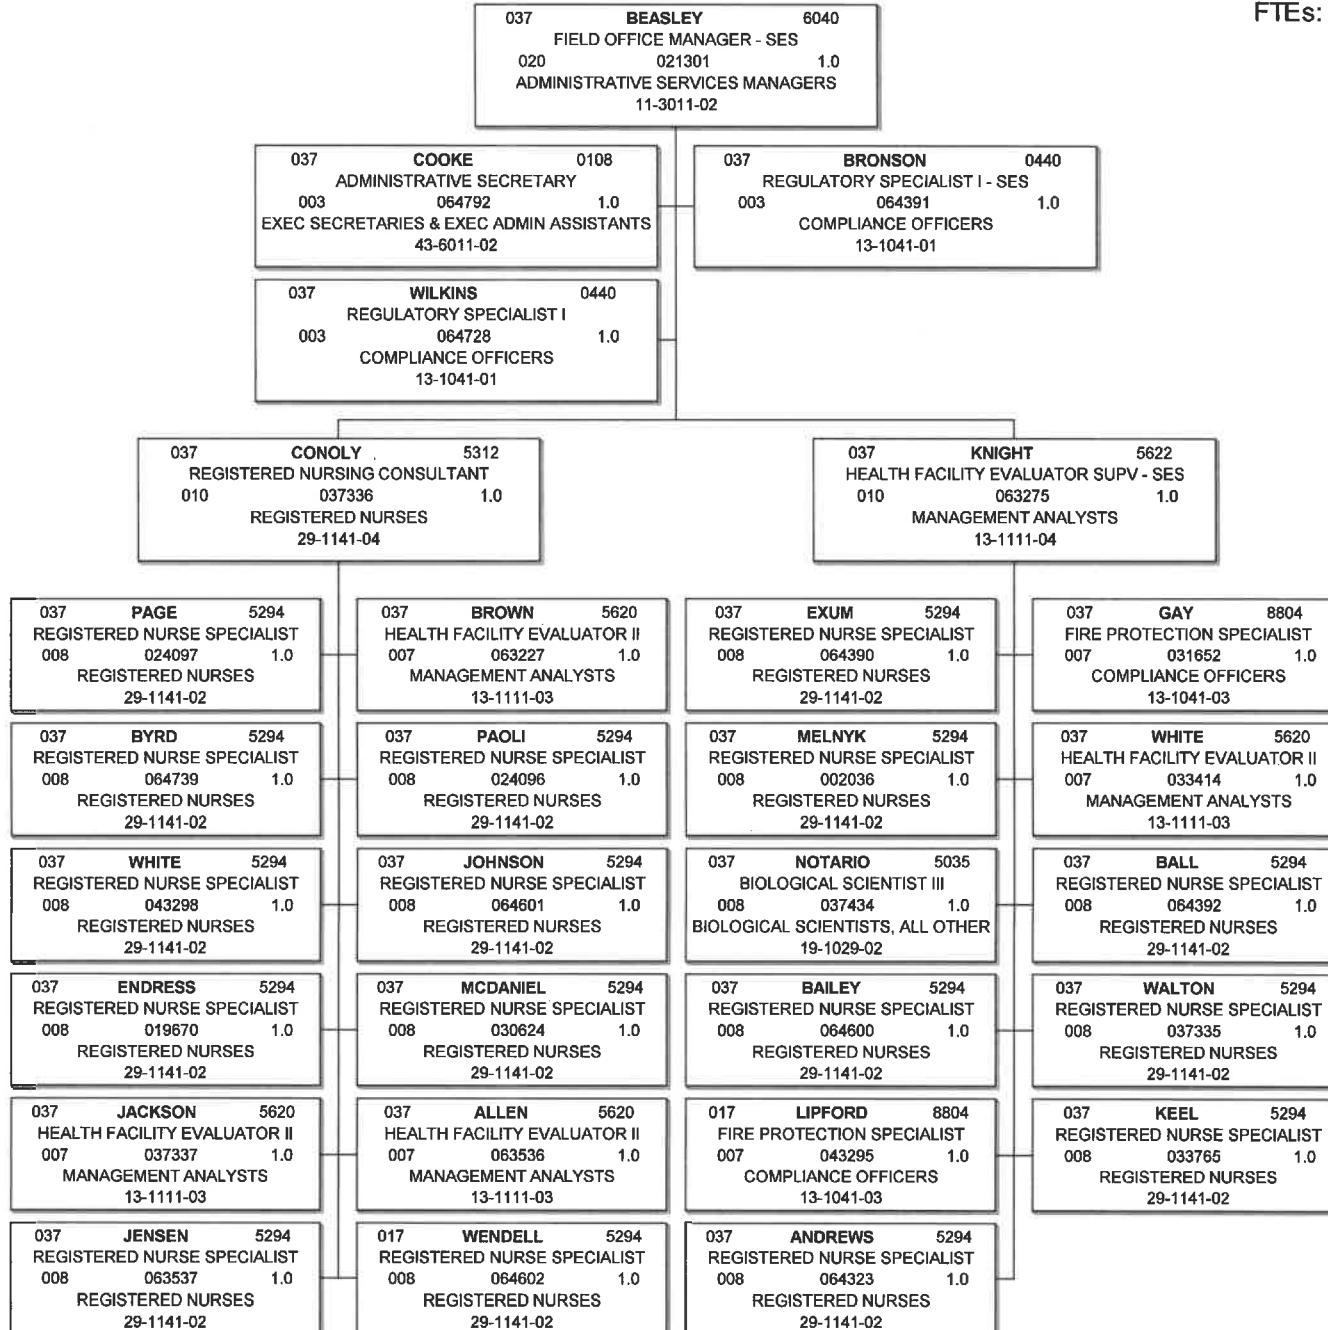 FTEs:
037 BEASLEY 6040
FIELD OFFICE MANAGER - SES
020 021301 1.0
ADMINISTRATIVE SERVICES MANAGERS
11-3011-02
037 COOKE 0108
ADMINISTRATIVE SECRETARY
003 064792 1.0
EXEC SECRETARIES & EXEC ADMIN ASSISTANTS
43-6011-02
037 BRONSON 0440
REGULATORY SPECIALIST I - SES
003 064391 1.0
COMPLIANCE OFFICERS
13-1041-01
037 WILKINS 0440
REGULATORY SPECIALIST I
003 064728 1.0
COMPLIANCE OFFICERS
13-1041-01
037 CONOLY 5312
REGISTERED NURSING CONSULTANT
010 037336 1.0
REGISTERED NURSES
29-1141-04
037 KNIGHT 5622
HEALTH FACILITY EVALUATOR SUPV - SES
010 063275 1.0
MANAGEMENT ANALYSTS
13-1111-04
037 PAGE 5294
REGISTERED NURSE SPECIALIST
008 024097 1.0
REGISTERED NURSES
29-1141-02
037 BROWN 5620
HEALTH FACILITY EVALUATOR II
007 063227 1.0
MANAGEMENT ANALYSTS
13-1111-03
037 EXUM 5294
REGISTERED NURSE SPECIALIST
008 064390 1.0
REGISTERED NURSES
29-1141-02
037 GAY 8804
FIRE PROTECTION SPECIALIST
007 031652 1.0
COMPLIANCE OFFICERS
13-1041-03
037 BYRD 5294
REGISTERED NURSE SPECIALIST
008 064739 1.0
REGISTERED NURSES
29-1141-02
037 PAOLI 5294
REGISTERED NURSE SPECIALIST
008 024096 1.0
REGISTERED NURSES
29-1141-02
037 MELNYK 5294
REGISTERED NURSE SPECIALIST
008 002036 1.0
REGISTERED NURSES
29-1141-02
037 WHITE 5620
HEALTH FACILITY EVALUATOR II
007 033414 1.0
MANAGEMENT ANALYSTS
13-1111-03
037 WHITE 5294
REGISTERED NURSE SPECIALIST
008 043298 1.0
REGISTERED NURSES
29-1141-02
037 JOHNSON 5294
REGISTERED NURSE SPECIALIST
008 064601 1.0
REGISTERED NURSES
29-1141-02
037 NOTARIO 5035
BIOLOGICAL SCIENTIST III
008 037434 1.0
BIOLOGICAL SCIENTISTS, ALL OTHER
19-1029-02
037 BALL 5294
REGISTERED NURSE SPECIALIST
008 064392 1.0
REGISTERED NURSES
29-1141-02
037 ENDRESS 5294
REGISTERED NURSE SPECIALIST
008 019670 1.0
REGISTERED NURSES
29-1141-02
037 MCDANIEL 5294
REGISTERED NURSE SPECIALIST
008 030624 1.0
REGISTERED NURSES
29-1141-02
037 BAILEY 5294
REGISTERED NURSE SPECIALIST
008 064600 1.0
REGISTERED NURSES
29-1141-02
037 WALTON 5294
REGISTERED NURSE SPECIALIST
008 037335 1.0
REGISTERED NURSES
29-1141-02
037 JACKSON 5620
HEALTH FACILITY EVALUATOR II
007 037337 1.0
MANAGEMENT ANALYSTS
13-1111-03
037 ALLEN 5620
HEALTH FACILITY EVALUATOR II
007 063536 1.0
MANAGEMENT ANALYSTS
13-1111-03
017 LIPFORD 8804
FIRE PROTECTION SPECIALIST
007 043295 1.0
COMPLIANCE OFFICERS
13-1041-03
037 KEEL 5294
REGISTERED NURSE SPECIALIST
008 033765 1.0
REGISTERED NURSES
29-1141-02
037 JENSEN 5294
REGISTERED NURSE SPECIALIST
008 063537 1.0
REGISTERED NURSES
29-1141-02
017 WENDELL 5294
REGISTERED NURSE SPECIALIST
008 064602 1.0
REGISTERED NURSES
29-1141-02
037 ANDREWS 5294
REGISTERED NURSE SPECIALIST
008 064323 1.0
REGISTERED NURSES
29-1141-02